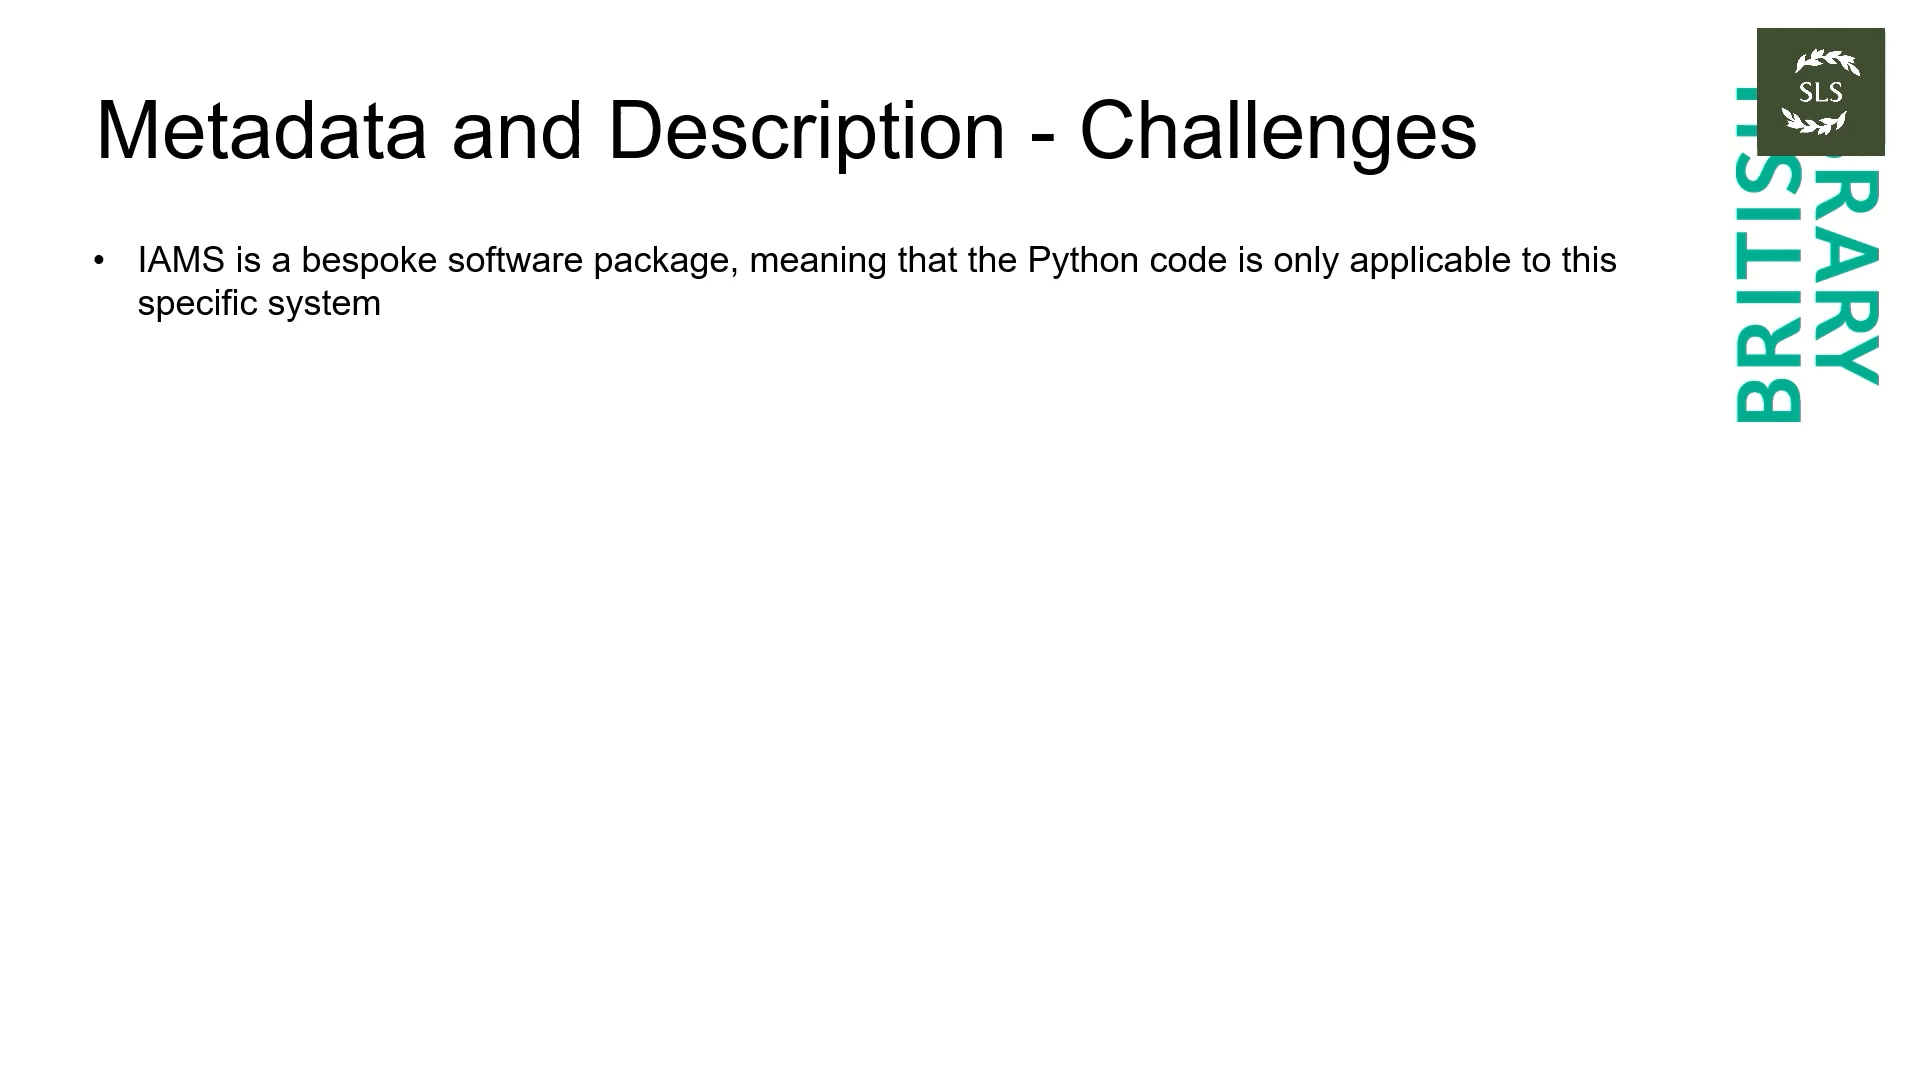 Metadata and Description - Challenges
• IAMS is a bespoke software package, meaning that the Python code is only applicable to this
specific system
SLS
BRITISH
RARY